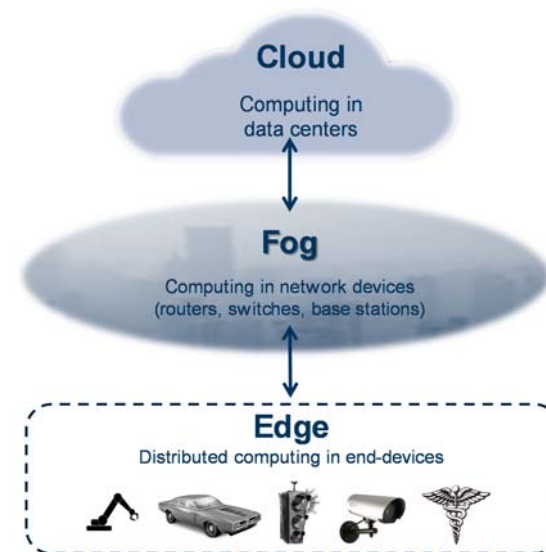 Cloud
Computing in
data centers
Fog
Computing in network devices
(routers, switches, base stations)
Edge
Distributed computing in end-devices